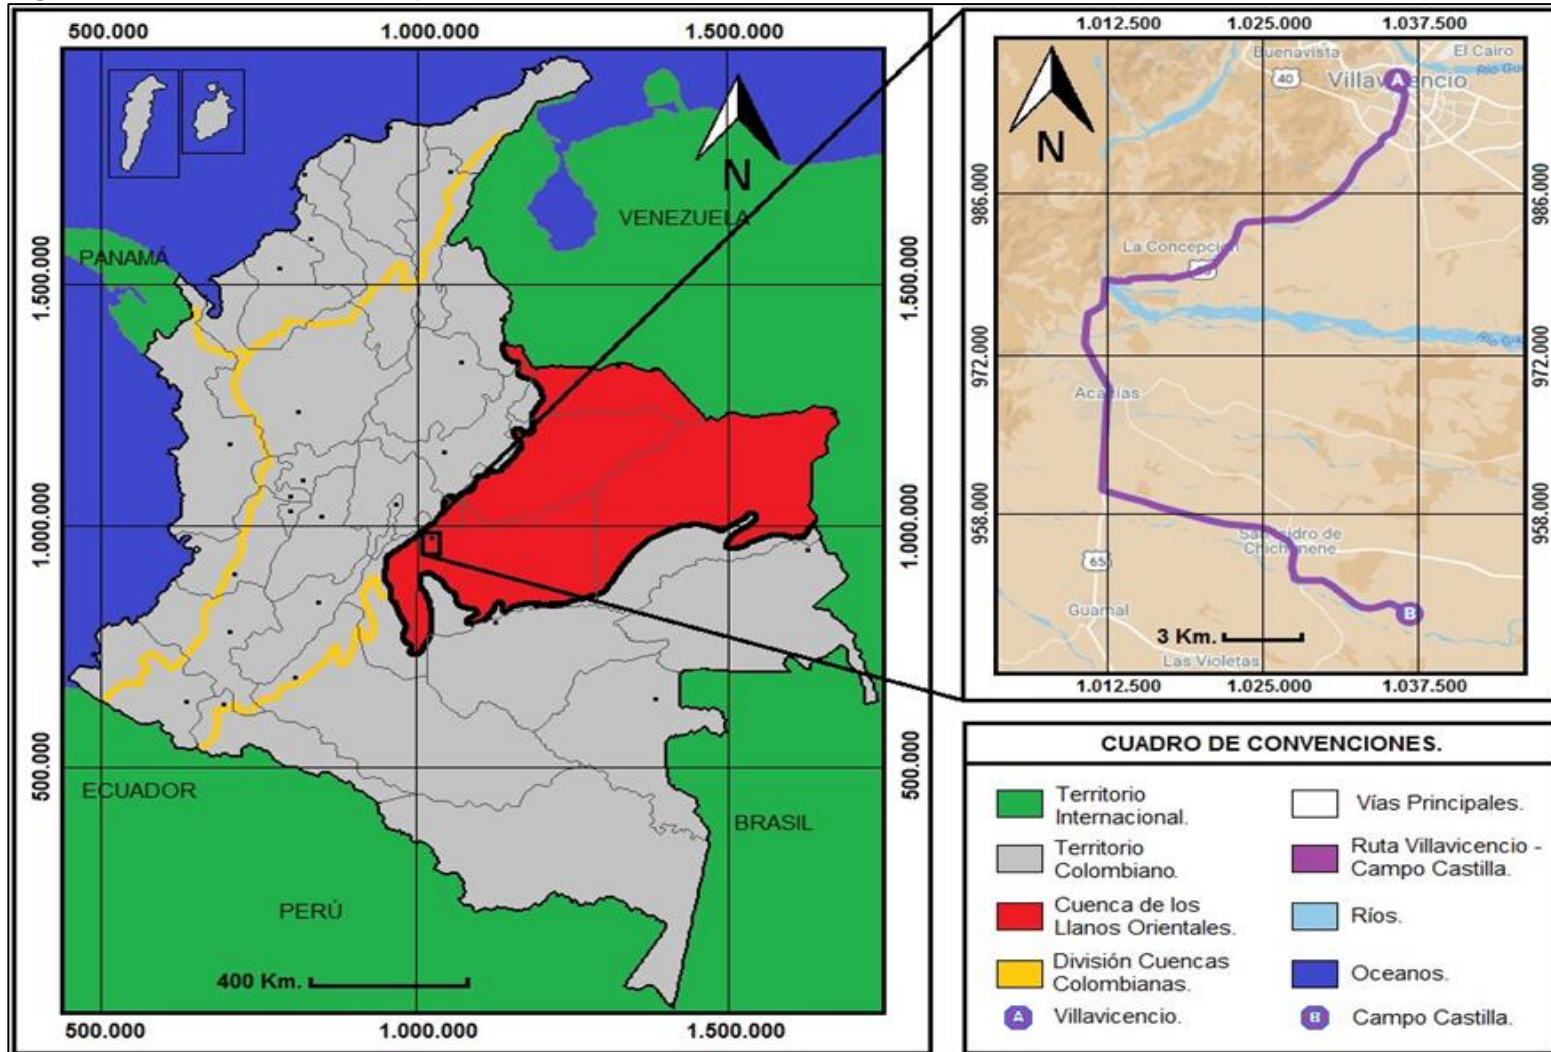 500.000
1.000.000
1.500.000
N
VENEZUELA
PANAMÁ
1.500.000
1.500.000
1.000.000
1.000.000
500.000
500.000
ECUADOR
BRASIL
PERÚ
400 Km.
500.000
1.000.000
1.500.000
1.012.500
1.025.000
1.037.500
Buenavista
El Cairo
40
Villavicencio
A
N
986.000
986.000
La Concepción
972.000
972.000
Acacías
958.000
958.000
San Isidro de
Chichimene
65
Guamal
B
3 Km.
Las Violetas
1.012.500
1.025.000
1.037.500
CUADRO DE CONVENCIONES.
Territorio
Internacional.
Vías Principales.
Territorio
Colombiano.
Ruta Villavicencio -
Campo Castilla.
Cuenca de los
Llanos Orientales.
Ríos.
División Cuencas
Colombianas.
Oceanos.
A
Villavicencio.
B
Campo Castilla.